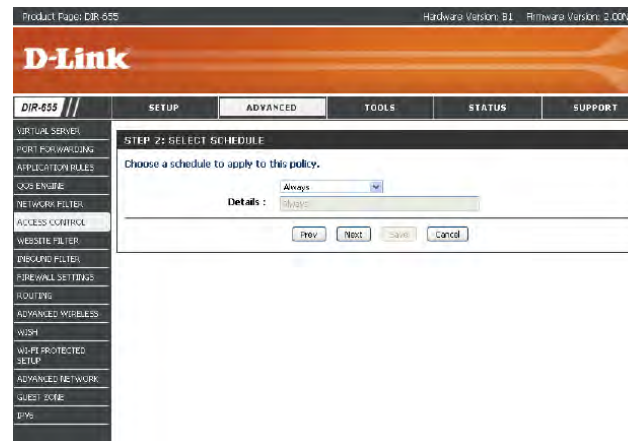 Product Page: DIR-655 Hardware Version: B1 Firmware Version: 2.00N
D-Link
DIR-655 // SETUP ADVANCED TOOLS STATUS SUPPORT
VIRTUAL SERVER
PORT FORWARDING
APPLICATION RULES
QOS ENGINE
NETWORK FILTER
ACCESS CONTROL
WEBSITE FILTER
INBOUND FILTER
FIREWALL SETTINGS
ROUTING
ADVANCED WIRELESS
WISH
WI-FI PROTECTED
SETUP
ADVANCED NETWORK
GUEST ZONE
IPV6
STEP 2: SELECT SCHEDULE
Choose a schedule to apply to this policy.
Always
Details : Always
Prev Next Save Cancel